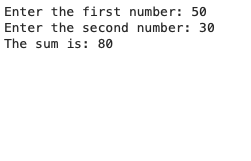 Enter the first number: 50
Enter the second number: 30
The sum is: 80